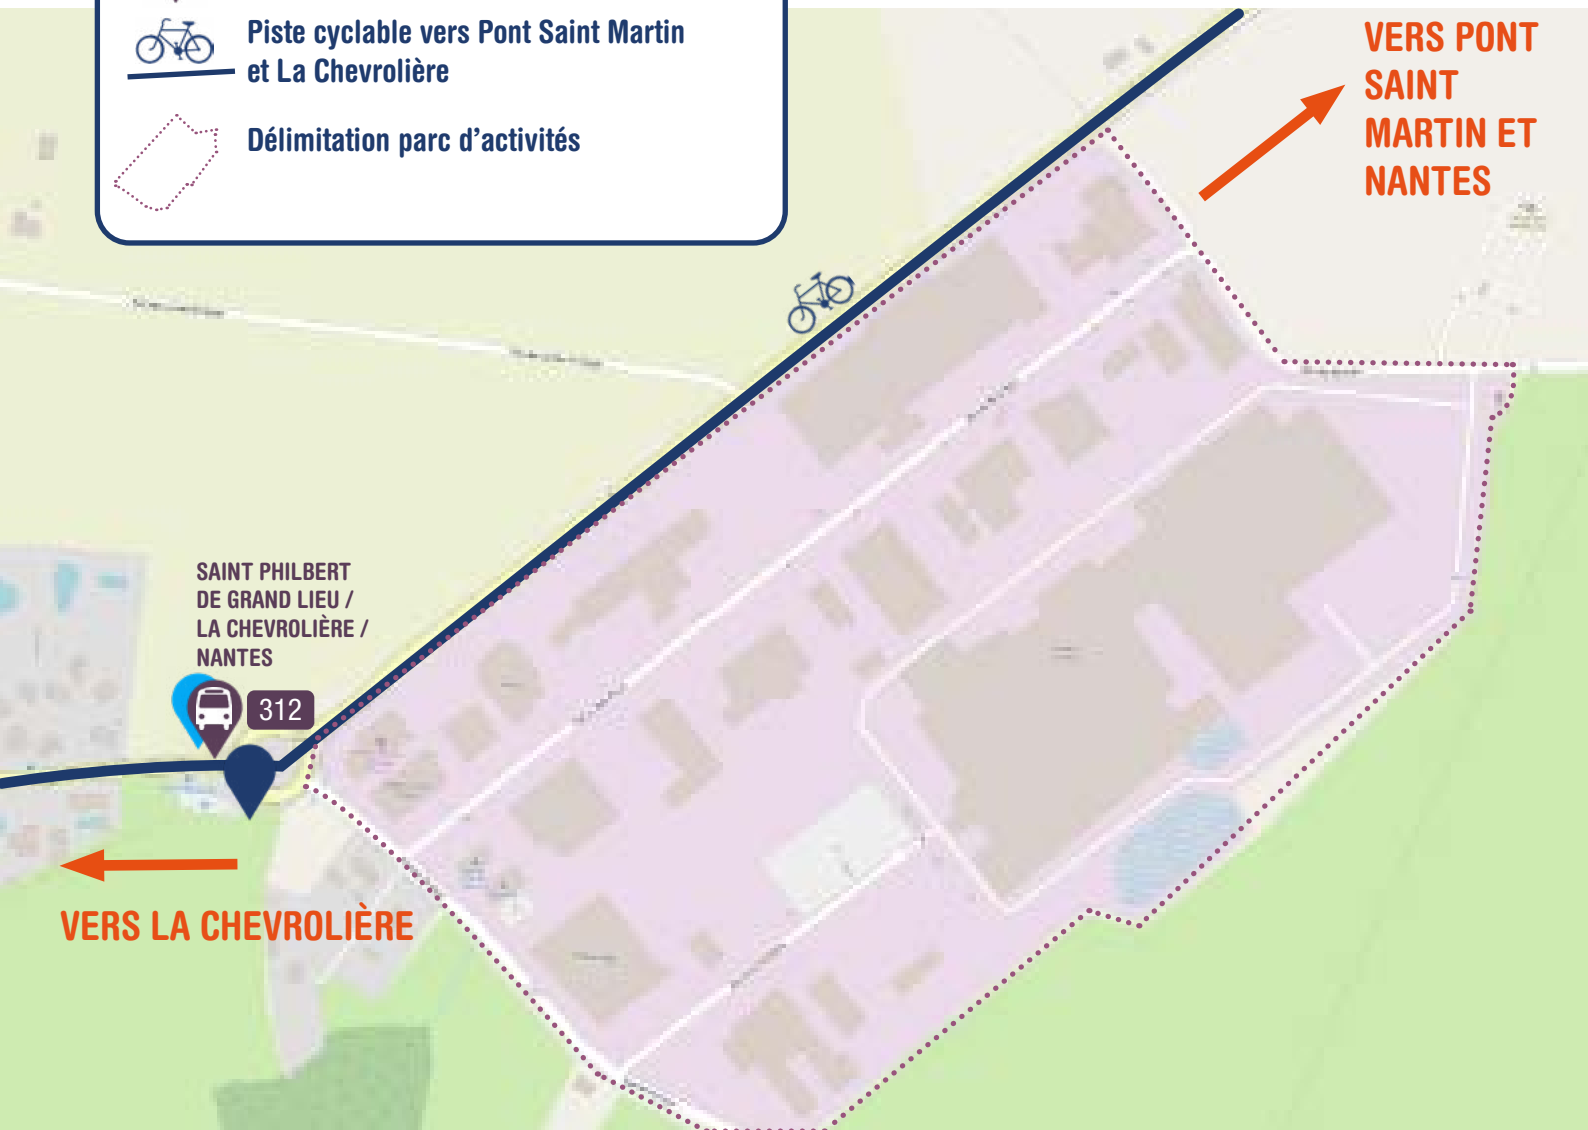 Piste cyclable vers Pont Saint Martin
et La Chevrolière
Délimitation parc d'activités
VERS PONT
SAINT
MARTIN ET
NANTES
SAINT PHILBERT
DE GRAND LIEU /
LA CHEVROLIÈRE /
NANTES
312
VERS LA CHEVROLIÈRE